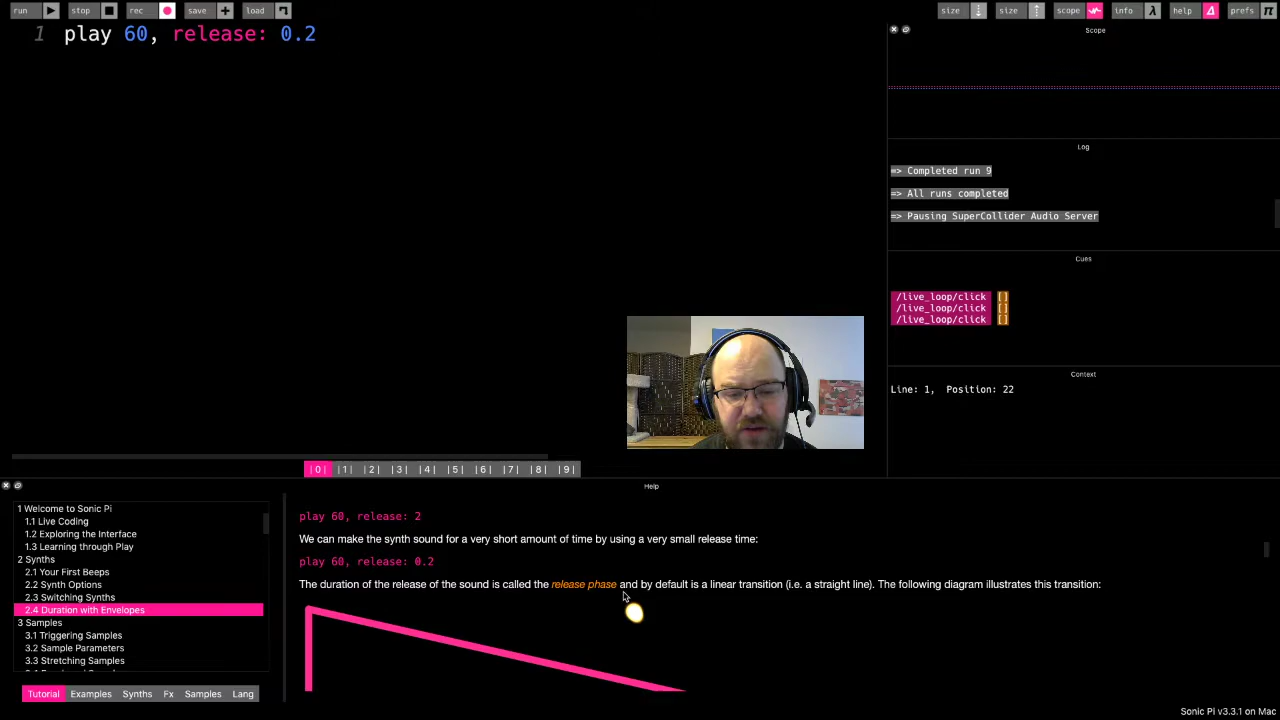 run stop rec save load size size scope info help prefs
1 play 60, release: 0.2
Scope
Log
=> Completed run 9
=> All runs completed
=> Pausing SuperCollider Audio Server
Cues
/live_loop/click []
/live_loop/click []
/live_loop/click []
Context
Line: 1, Position: 22
|0| |1| |2| |3| |4| |5| |6| |7| |8| |9|
Help
1 Welcome to Sonic Pi
1.1 Live Coding
1.2 Exploring the Interface
1.3 Learning through Play
2 Synths
2.1 Your First Beeps
2.2 Synth Options
2.3 Switching Synths
2.4 Duration with Envelopes
3 Samples
3.1 Triggering Samples
3.2 Sample Parameters
3.3 Stretching Samples
Tutorial Examples Synths Fx Samples Lang
play 60, release: 2
We can make the synth sound for a very short amount of time by using a very small release time:
play 60, release: 0.2
The duration of the release of the sound is called the release phase and by default is a linear transition (i.e. a straight line). The following diagram illustrates this transition:
Sonic Pi v3.3.1 on Mac